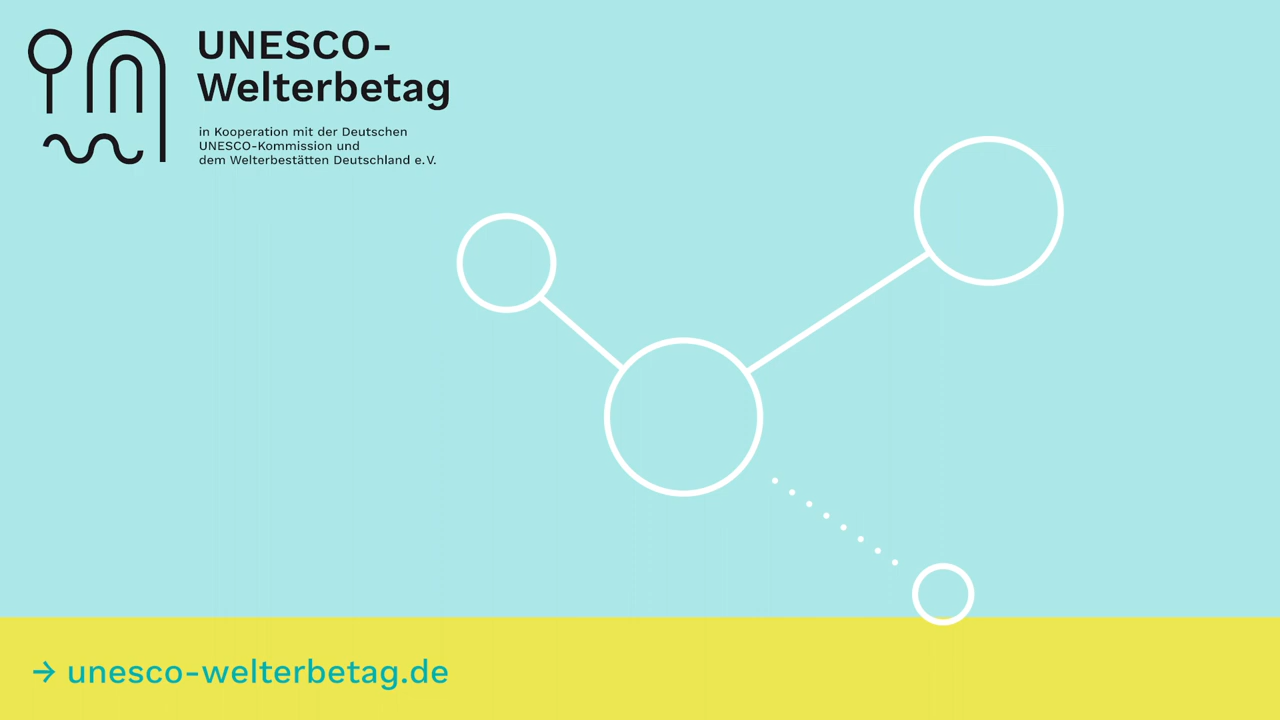 UNESCO-
Welterbetag
in Kooperation mit der Deutschen
UNESCO-Kommission und
dem Welterbestätten Deutschland e.V.
→ unesco-welterbetag.de